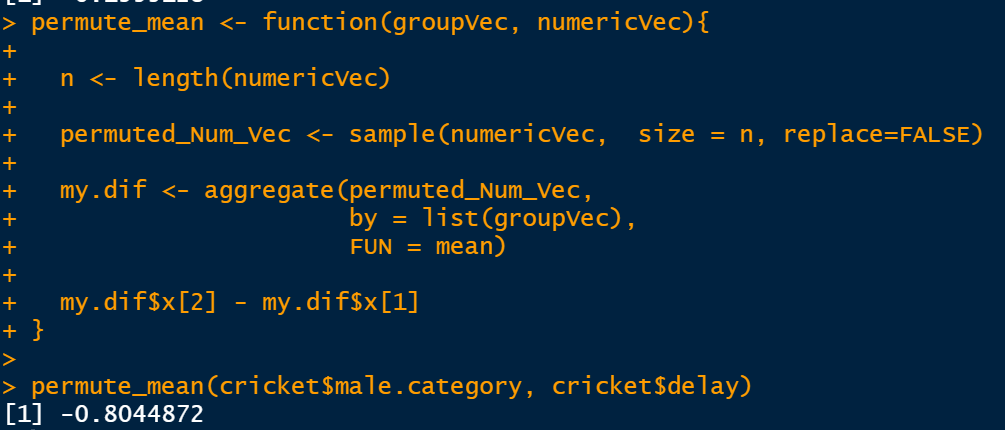 > permute_mean <- function(groupVec, numericVec){
+
+   n <- length(numericVec)
+
+   permuted_Num_Vec <- sample(numericVec,  size = n, replace=FALSE)
+
+   my.dif <- aggregate(permuted_Num_Vec,
+                       by = list(groupVec),
+                       FUN = mean)
+
+   my.dif$x[2] - my.dif$x[1]
+ }
>
> permute_mean(cricket$male.category, cricket$delay)
[1] -0.8044872